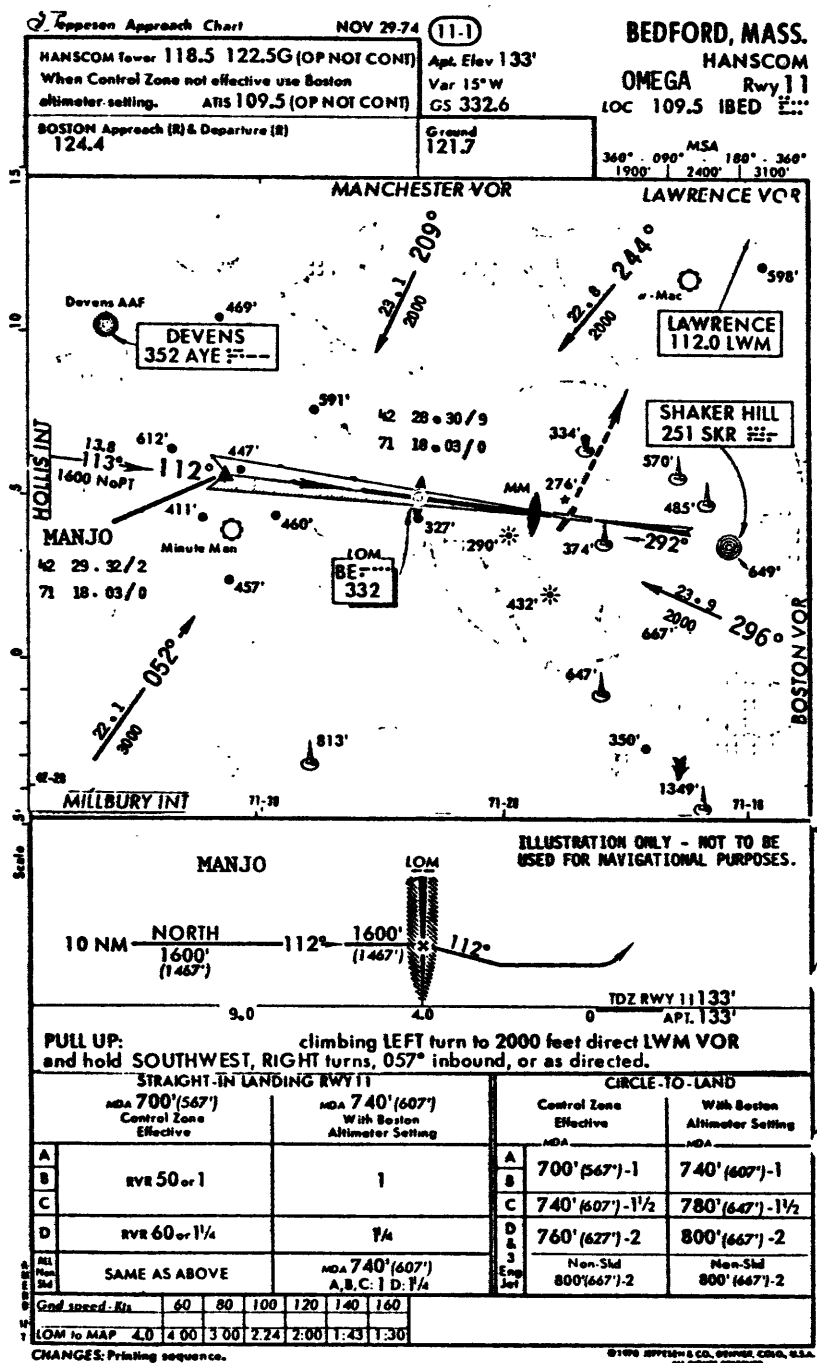 Jeppesen Approach Chart NOV 29-74 11-1 BEDFORD, MASS.
HANSCOM Tower 118.5 122.5G (OP NOT CONT)
When Control Zone not effective use Boston
altimeter setting. ATIS 109.5 (OP NOT CONT)
Apt. Elev 133'
Var 15°W
GS 332.6
HANSCOM
OMEGA Rwy 11
LOC 109.5 IBED
BOSTON Approach (R) & Departure (R)
124.4
Ground
121.7
MSA
360° - 090° - 180° - 360°
1900' 2400' 3100'
15
MANCHESTER VOR
LAWRENCE VOR
209°
23.1
2000
244°
22.8
2000
598'
-Mac
Devens AAF
469'
10
DEVENS
352 AYE
LAWRENCE
112.0 LWM
591'
42 28.30/9
71 18.03/0
SHAKER HILL
251 SKR
HOLLIS INT
13.8
113°
1600 NoPT
612'
112°
447'
334'
570'
276'
MM
485'
5
MANJO
411'
460'
327'
Minute Man
42 29.32/2
71 18.03/0
457'
LOM
BE
332
290'
374'
292°
649'
432'
23.9
2000
296°
667'
BOSTON VOR
052°
22.1
3000
0
647'
813'
350'
1349'
MILLBURY INT
71-30
71-20
71-10
5
Scale
MANJO
LOM
ILLUSTRATION ONLY - NOT TO BE
USED FOR NAVIGATIONAL PURPOSES.
10 NM NORTH 112° 1600' 112°
1600' (1467')
(1467')
TDZ RWY 11 133'
9.0 4.0 0 APT. 133'
PULL UP: climbing LEFT turn to 2000 feet direct LWM VOR
and hold SOUTHWEST, RIGHT turns, 057° inbound, or as directed.
STRAIGHT-IN LANDING RWY 11
CIRCLE-TO-LAND
MDA 700' (567')
Control Zone
Effective
MDA 740' (607')
With Boston
Altimeter Setting
Control Zone
Effective
MDA
With Boston
Altimeter Setting
MDA
A
B
C
RVR 50 or 1
1
A
B
700' (567')-1
740' (607')-1
C
740' (607')-1½
780' (647')-1½
D
RVR 60 or 1¼
1¼
D
&
3
Eng
Jet
760' (627')-2
800' (667')-2
ALL
Non
Std
SAME AS ABOVE
MDA 740' (607')
A,B,C: 1 D: 1¼
Non-Std
800' (667')-2
Non-Std
800' (667')-2
Gnd speed-Kts 60 80 100 120 140 160
LOM to MAP 4.0 4:00 3:00 2:24 2:00 1:43 1:30
CHANGES: Printing sequence.
JEPPESEN & CO., DENVER, COLO., U.S.A.
ALL RIGHTS RESERVED